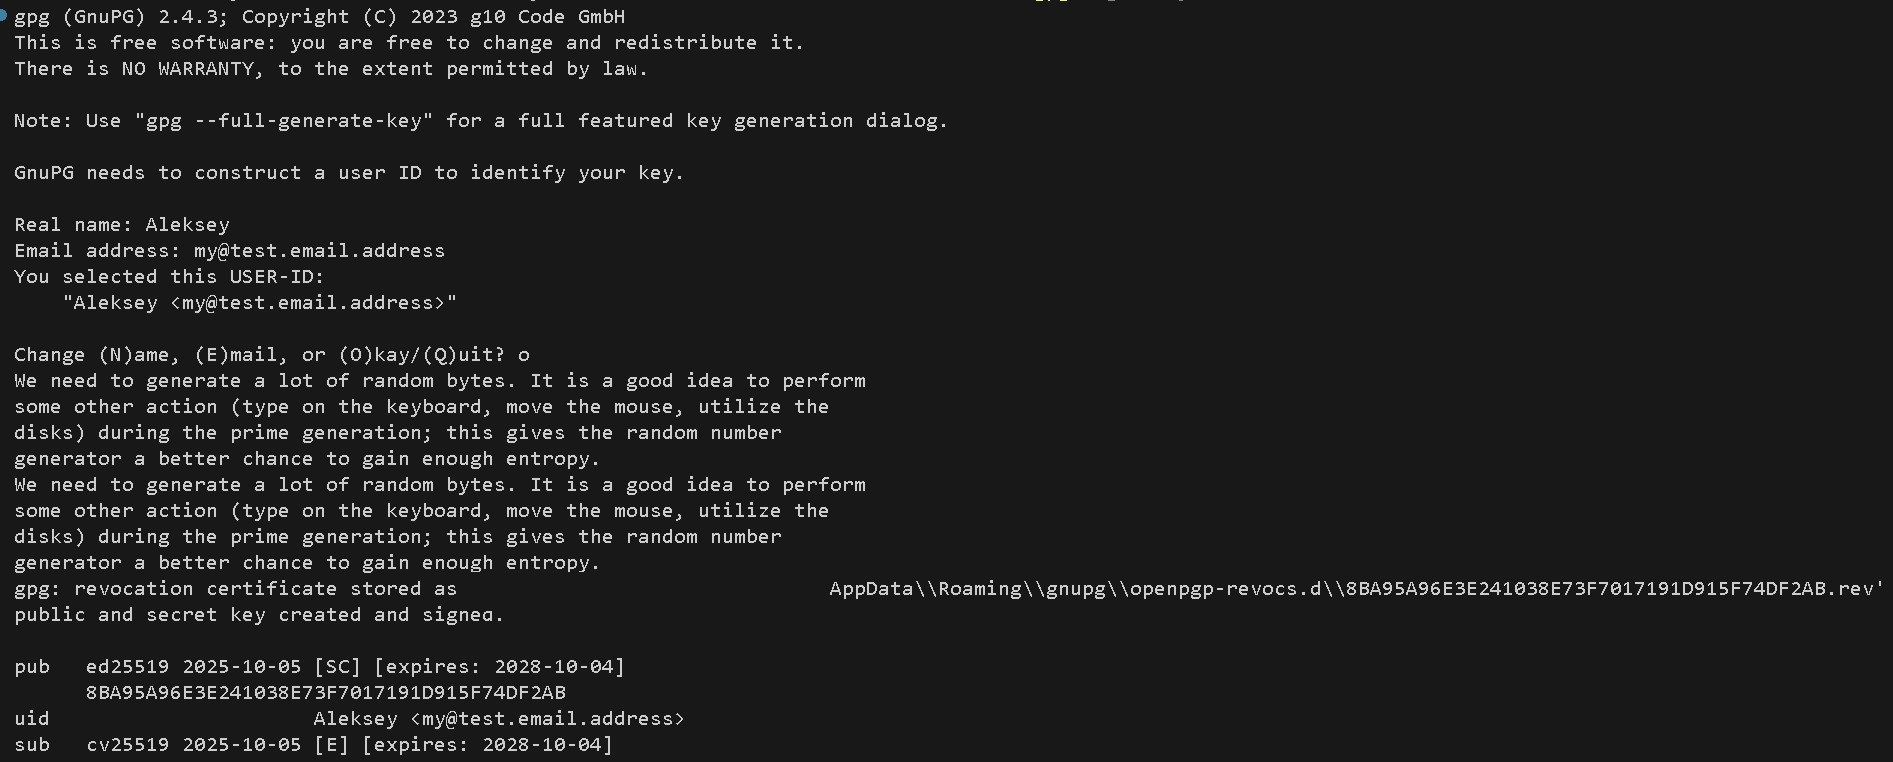 gpg (GnuPG) 2.4.3; Copyright (C) 2023 g10 Code GmbH
This is free software: you are free to change and redistribute it.
There is NO WARRANTY, to the extent permitted by law.
Note: Use "gpg --full-generate-key" for a full featured key generation dialog.
GnuPG needs to construct a user ID to identify your key.
Real name: Aleksey
Email address: my@test.email.address
You selected this USER-ID:
"Aleksey <my@test.email.address>"
Change (N)ame, (E)mail, or (O)kay/(Q)uit? o
We need to generate a lot of random bytes. It is a good idea to perform
some other action (type on the keyboard, move the mouse, utilize the
disks) during the prime generation; this gives the random number
generator a better chance to gain enough entropy.
We need to generate a lot of random bytes. It is a good idea to perform
some other action (type on the keyboard, move the mouse, utilize the
disks) during the prime generation; this gives the random number
generator a better chance to gain enough entropy.
gpg: revocation certificate stored as AppData\\Roaming\\gnupg\\openpgp-revocs.d\\8BA95A96E3E241038E73F7017191D915F74DF2AB.rev'
public and secret key created and signed.
pub ed25519 2025-10-05 [SC] [expires: 2028-10-04]
8BA95A96E3E241038E73F7017191D915F74DF2AB
uid Aleksey <my@test.email.address>
sub cv25519 2025-10-05 [E] [expires: 2028-10-04]